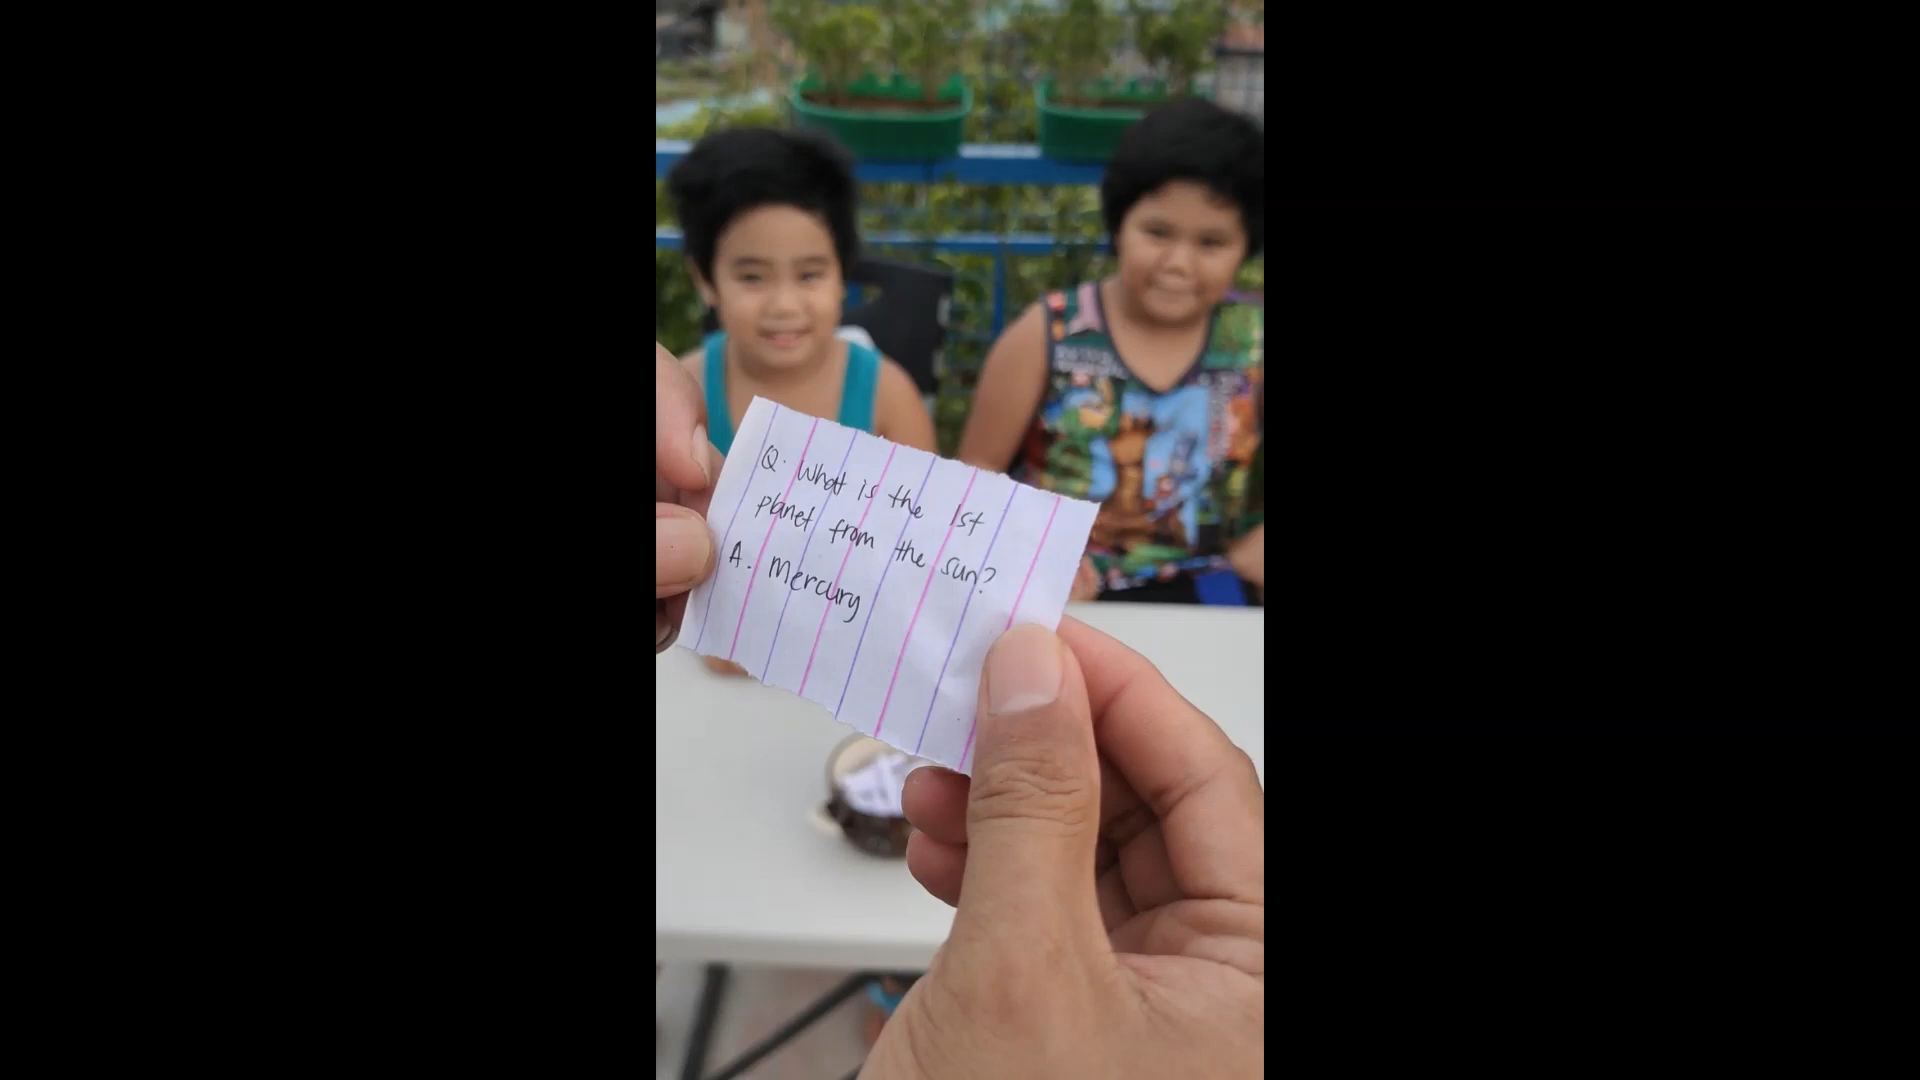 Q. What is the 1st
planet from the sun?
A. Mercury